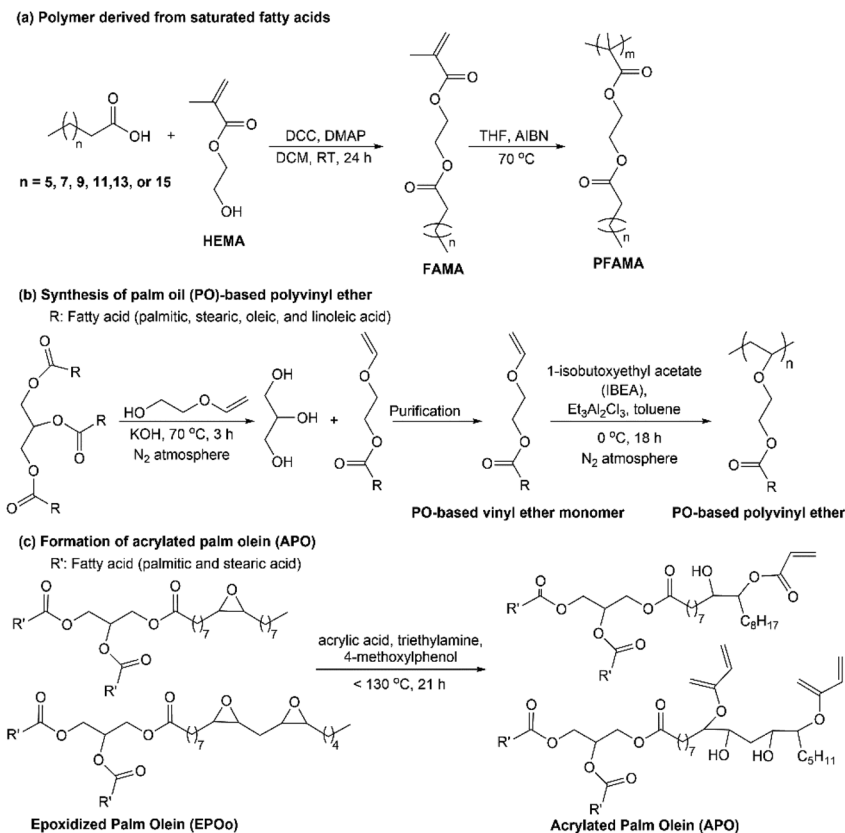 (a) Polymer derived from saturated fatty acids
O
OH
n
n = 5, 7, 9, 11,13, or 15
+
O
O
OH
HEMA
DCC, DMAP
DCM, RT, 24 h
O
O
O
O
n
FAMA
THF, AIBN
70 °C
m
O
O
O
O
n
PFAMA
(b) Synthesis of palm oil (PO)-based polyvinyl ether
R: Fatty acid (palmitic, stearic, oleic, and linoleic acid)
O
R
O
O
R
O
O
O
R
HO
O
KOH, 70 °C, 3 h
N2 atmosphere
OH
OH
OH
+
O
O
O
R
Purification
O
O
O
R
PO-based vinyl ether monomer
1-isobutoxyethyl acetate
(IBEA),
Et3Al2Cl3, toluene
0 °C, 18 h
N2 atmosphere
n
O
O
O
R
PO-based polyvinyl ether
(c) Formation of acrylated palm olein (APO)
R': Fatty acid (palmitic and stearic acid)
O
R'
O
O
O
O
7
7
O
O
R'
O
R'
O
O
O
O
O
7
4
O
O
R'
Epoxidized Palm Olein (EPOo)
acrylic acid, triethylamine,
4-methoxylphenol
< 130 °C, 21 h
O
R'
O
O
O
7
HO
O
O
C8H17
O
O
R'
O
R'
O
O
O
7
O
O
HO
HO
C5H11
O
O
R'
Acrylated Palm Olein (APO)